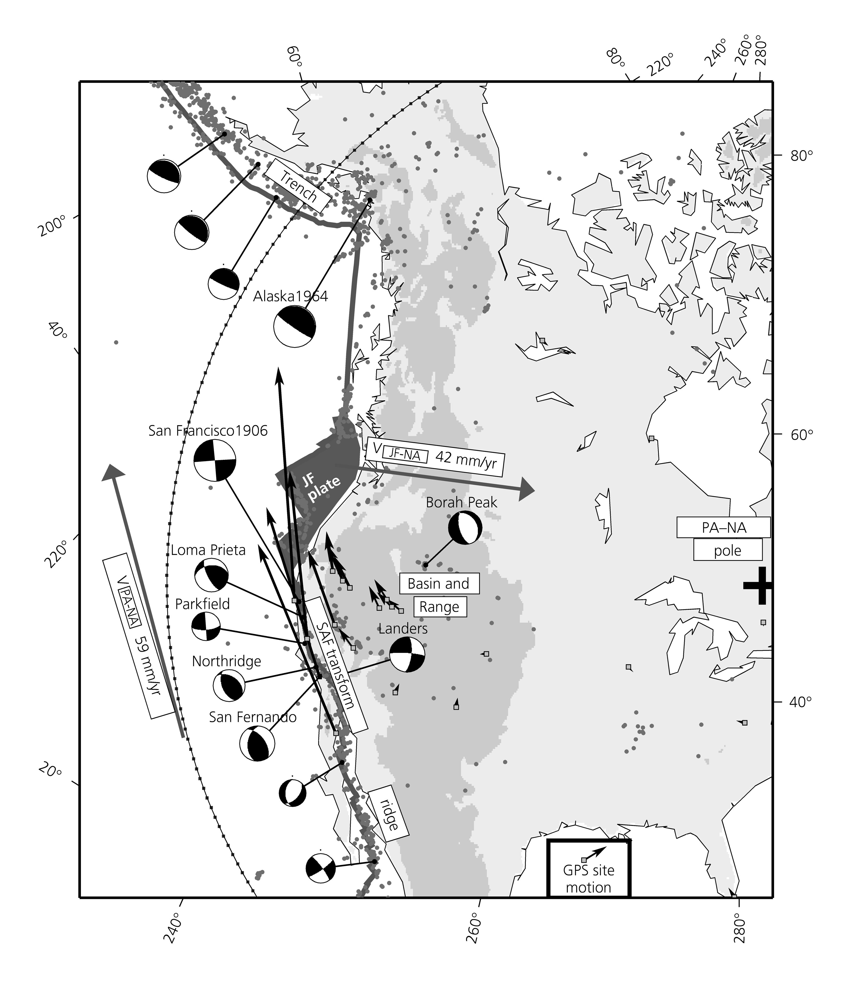 60°
80°
220°
240°
260°
280°
80°
Trench
200°
Alaska1964
40°
San Francisco1906
60°
V JF-NA 42 mm/yr
JF
plate
Borah Peak
PA–NA
pole
220°
Loma Prieta
Basin and
Range
Parkfield
V PA-NA 59 mm/yr
SAF transform
Landers
Northridge
40°
San Fernando
20°
ridge
GPS site
motion
240°
260°
280°